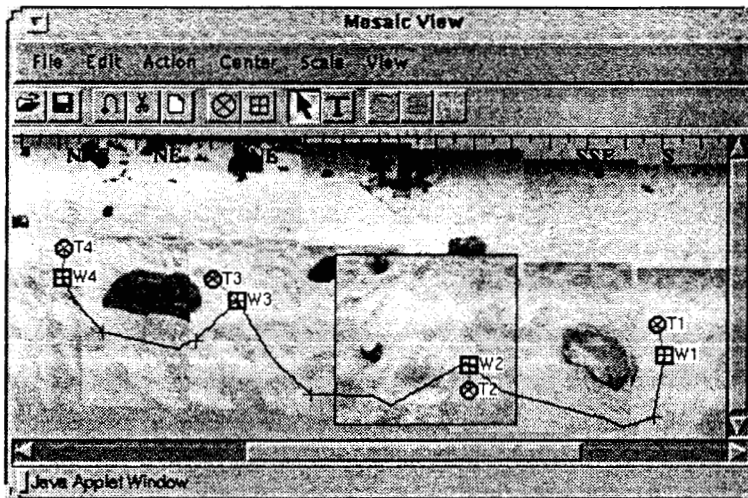 Mosaic View
File Edit Action Center Scale View
T
NE SSE S
T4 T3
W4 W3
T1
W2 W1
T2
Java Applet Window